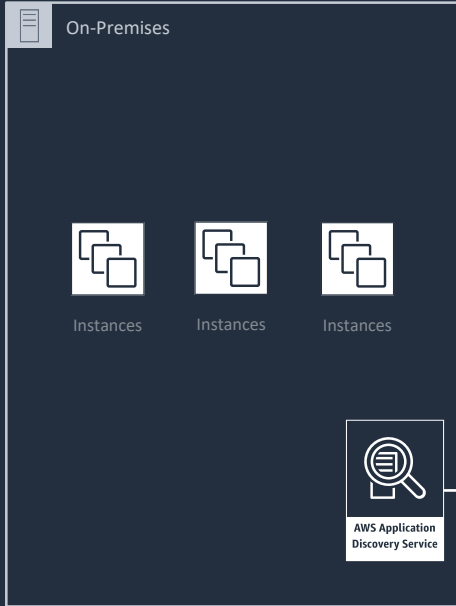 On-Premises
Instances
Instances
Instances
AWS Application
Discovery Service